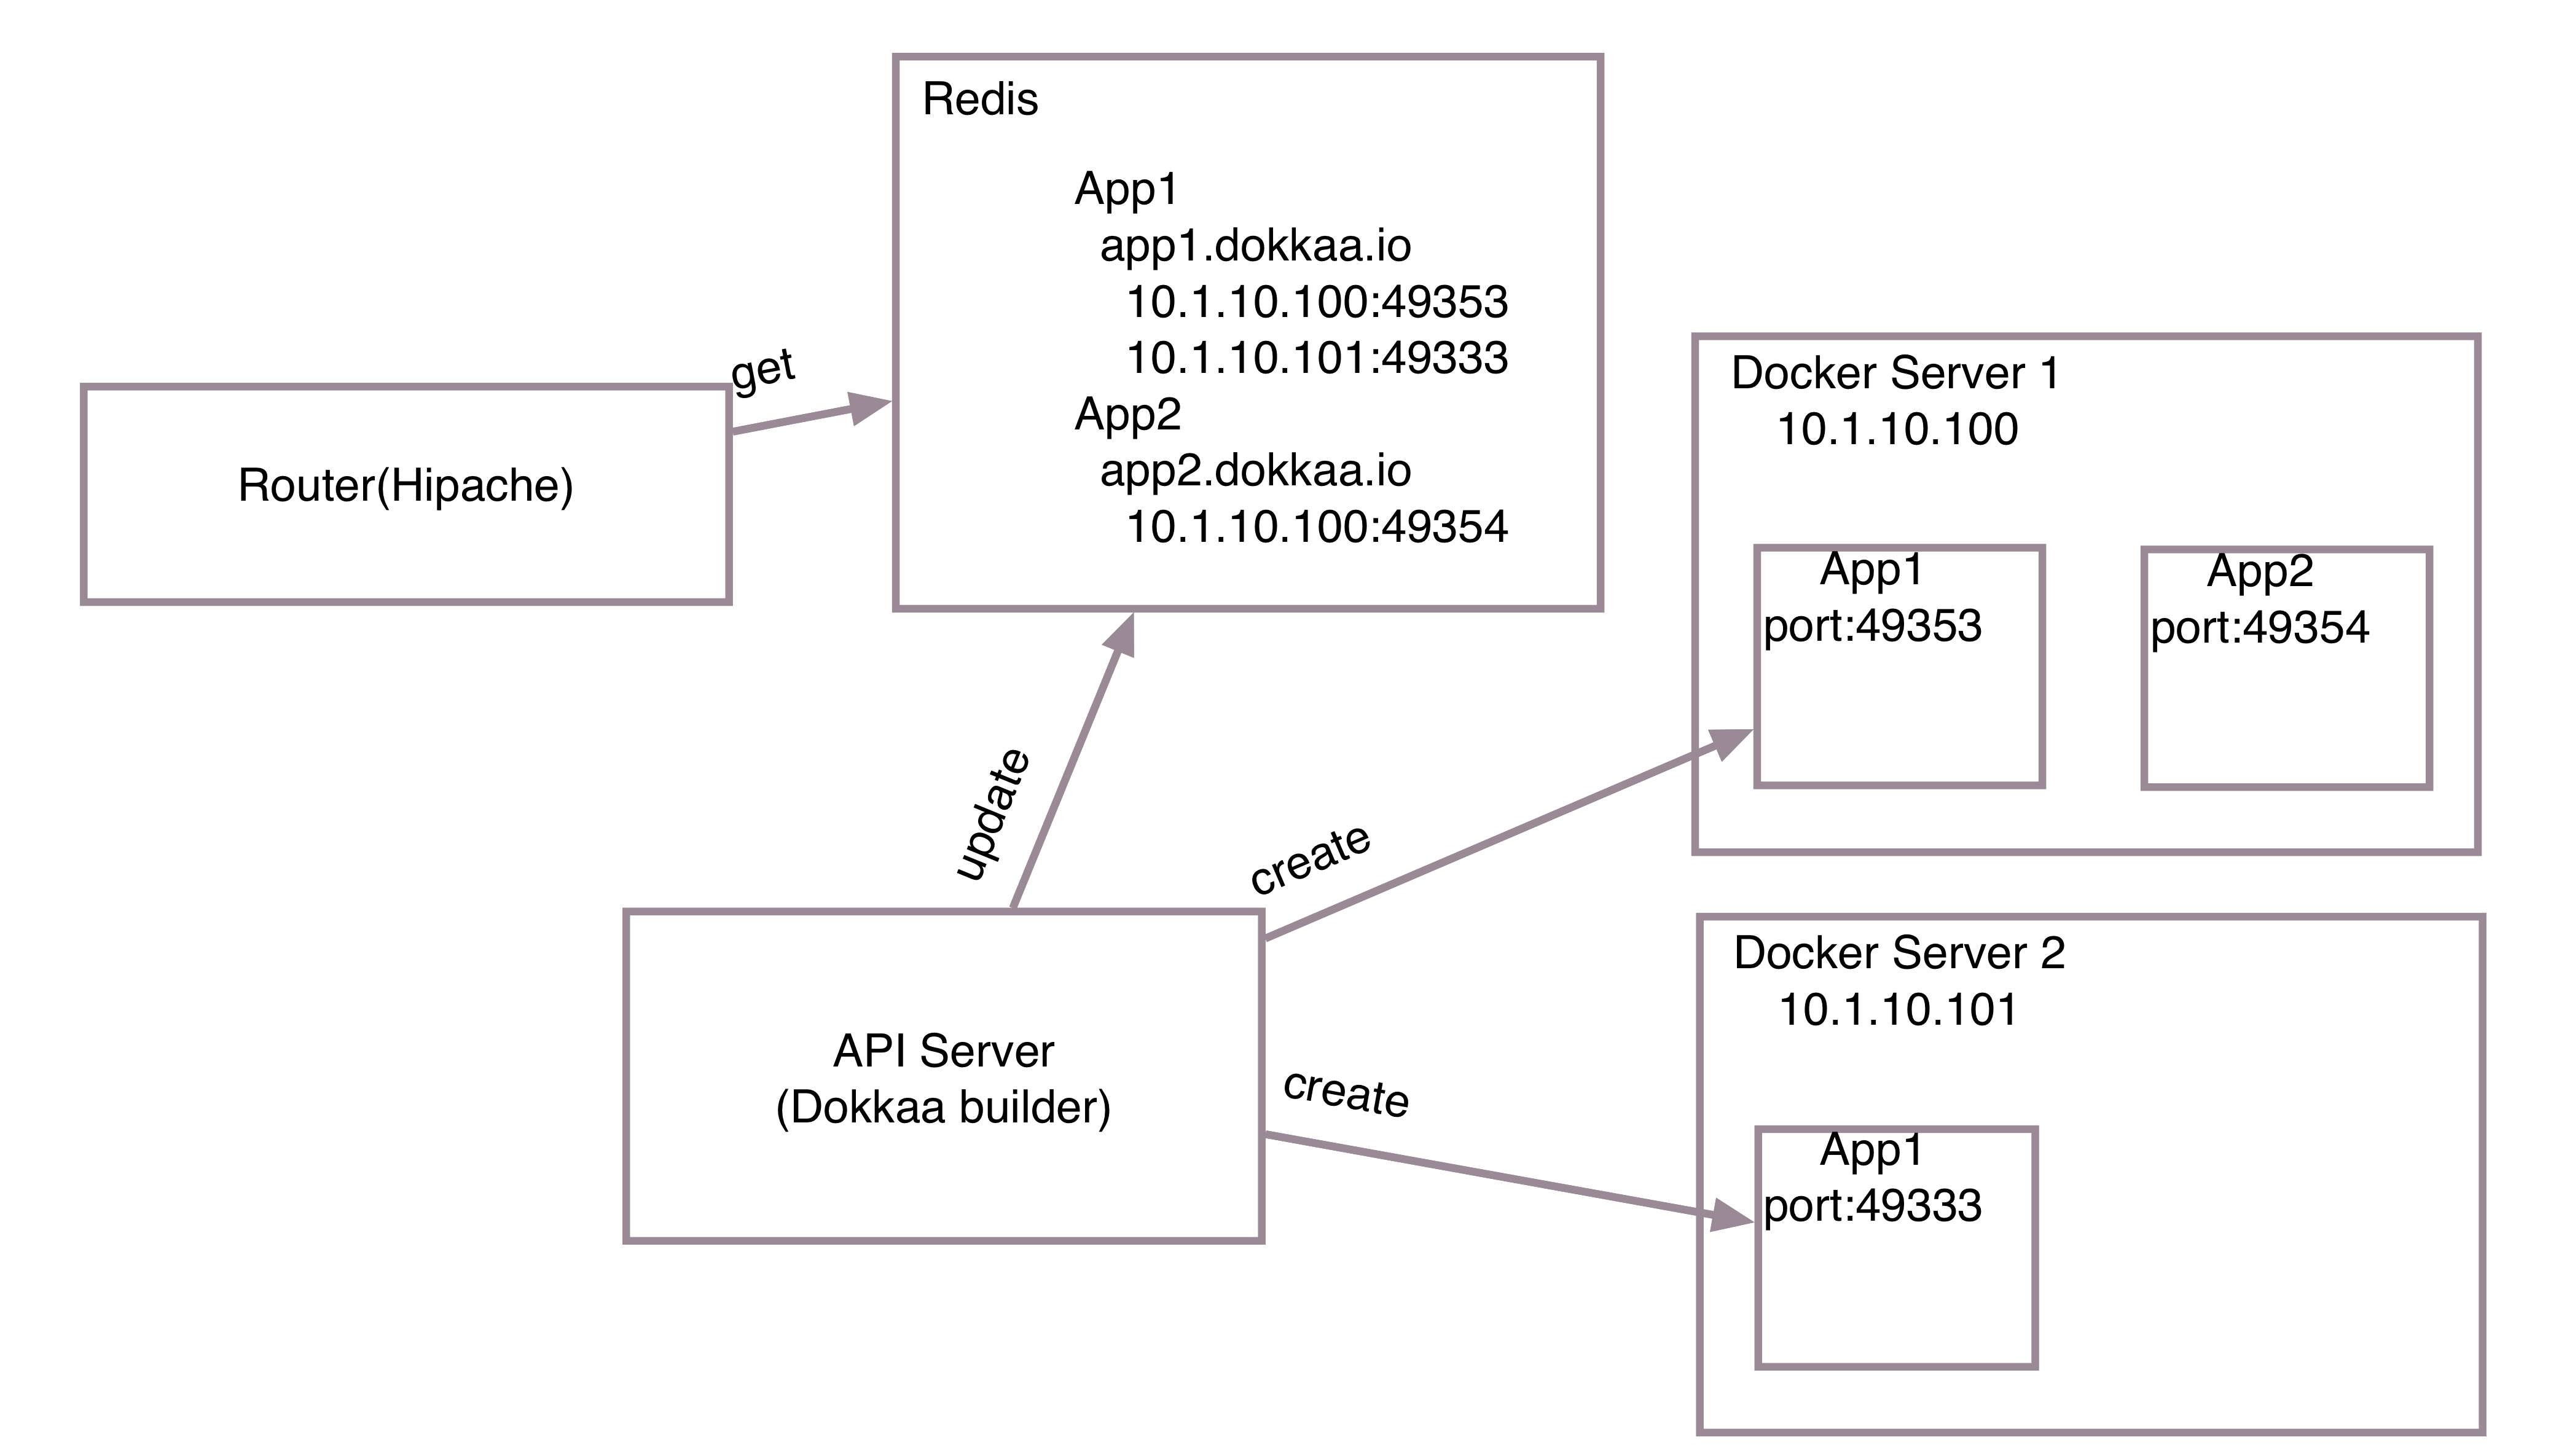 Redis
App1
app1.dokkaa.io
10.1.10.100:49353
10.1.10.101:49333
App2
app2.dokkaa.io
10.1.10.100:49354
get
Router(Hipache)
Docker Server 1
10.1.10.100
App1
port:49353
App2
port:49354
update
create
API Server
(Dokkaa builder)
create
Docker Server 2
10.1.10.101
App1
port:49333